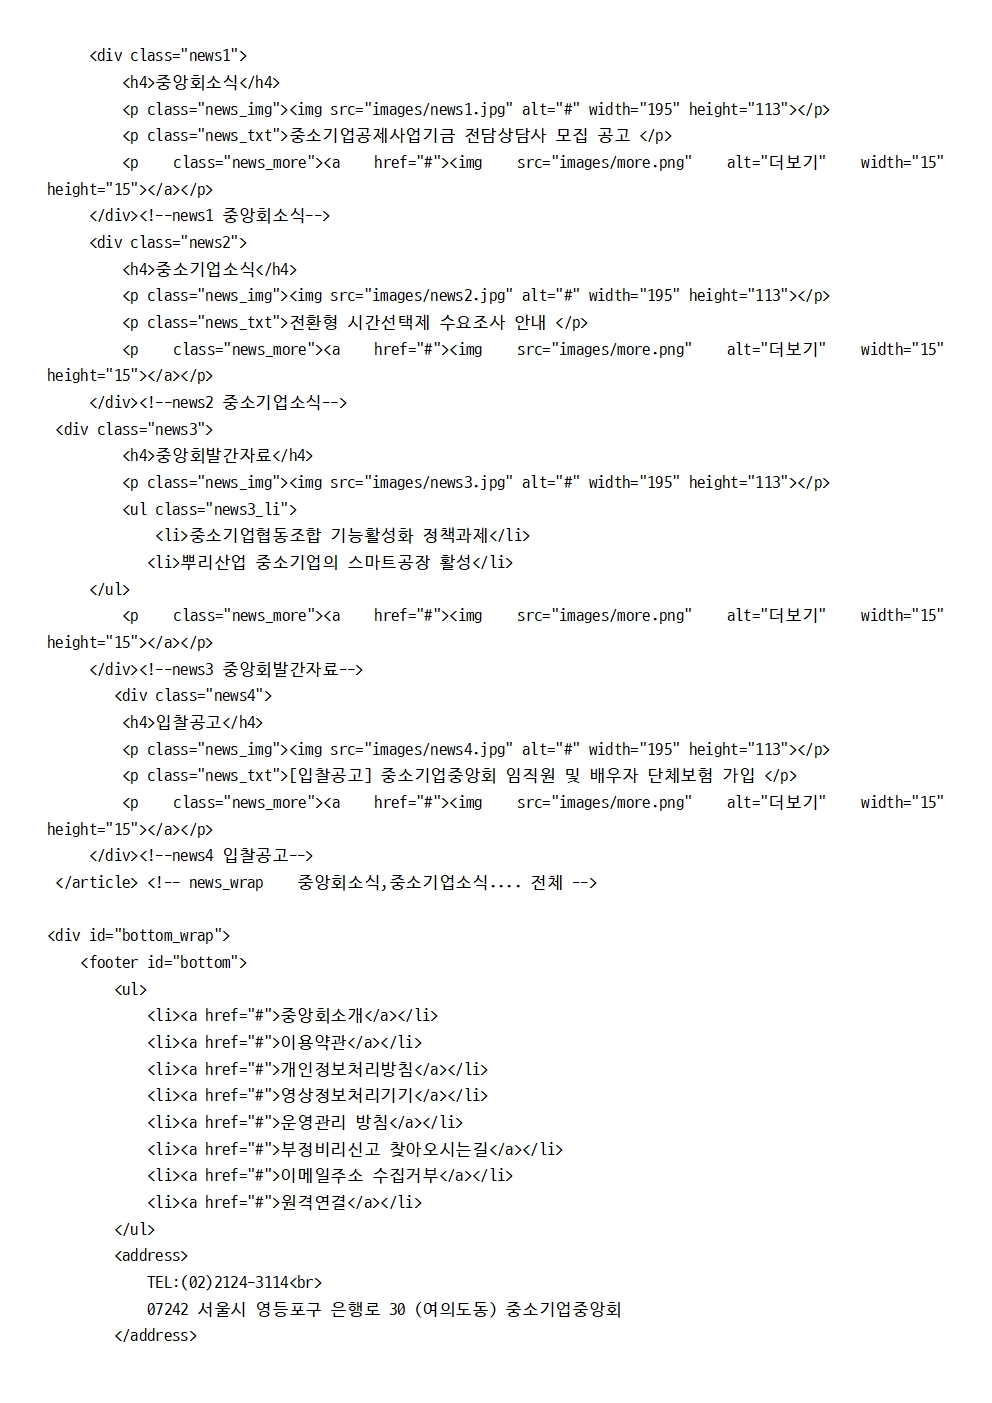 <div class="news1">
<h4>중앙회소식</h4>
<p class="news_img"><img src="images/news1.jpg" alt="#" width="195" height="113"></p>
<p class="news_txt">중소기업공제사업기금 전담상담사 모집 공고 </p>
<p class="news_more"><a href="#"><img src="images/more.png" alt="더보기" width="15"
height="15"></a></p>
</div><!--news1 중앙회소식-->
<div class="news2">
<h4>중소기업소식</h4>
<p class="news_img"><img src="images/news2.jpg" alt="#" width="195" height="113"></p>
<p class="news_txt">전환형 시간선택제 수요조사 안내 </p>
<p class="news_more"><a href="#"><img src="images/more.png" alt="더보기" width="15"
height="15"></a></p>
</div><!--news2 중소기업소식-->
<div class="news3">
<h4>중앙회발간자료</h4>
<p class="news_img"><img src="images/news3.jpg" alt="#" width="195" height="113"></p>
<ul class="news3_li">
<li>중소기업협동조합 기능활성화 정책과제</li>
<li>뿌리산업 중소기업의 스마트공장 활성</li>
</ul>
<p class="news_more"><a href="#"><img src="images/more.png" alt="더보기" width="15"
height="15"></a></p>
</div><!--news3 중앙회발간자료-->
<div class="news4">
<h4>입찰공고</h4>
<p class="news_img"><img src="images/news4.jpg" alt="#" width="195" height="113"></p>
<p class="news_txt">[입찰공고] 중소기업중앙회 임직원 및 배우자 단체보험 가입 </p>
<p class="news_more"><a href="#"><img src="images/more.png" alt="더보기" width="15"
height="15"></a></p>
</div><!--news4 입찰공고-->
</article> <!-- news_wrap 중앙회소식,중소기업소식.... 전체 -->
<div id="bottom_wrap">
<footer id="bottom">
<ul>
<li><a href="#">중앙회소개</a></li>
<li><a href="#">이용약관</a></li>
<li><a href="#">개인정보처리방침</a></li>
<li><a href="#">영상정보처리기기</a></li>
<li><a href="#">운영관리 방침</a></li>
<li><a href="#">부정비리신고 찾아오시는길</a></li>
<li><a href="#">이메일주소 수집거부</a></li>
<li><a href="#">원격연결</a></li>
</ul>
<address>
TEL:(02)2124-3114<br>
07242 서울시 영등포구 은행로 30 (여의도동) 중소기업중앙회
</address>